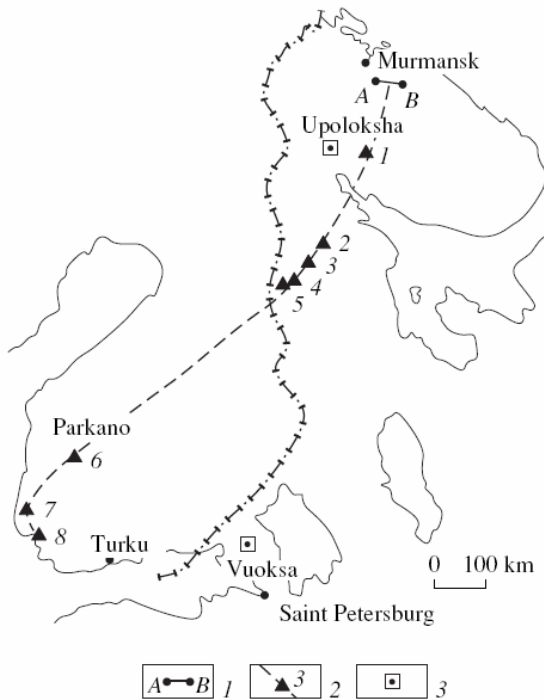 Murmansk
A B
Upoloksha
1
2
3
4
5
Parkano
6
7
8
Turku
Vuoksa
0 100 km
Saint Petersburg
A B 1 3 2 3